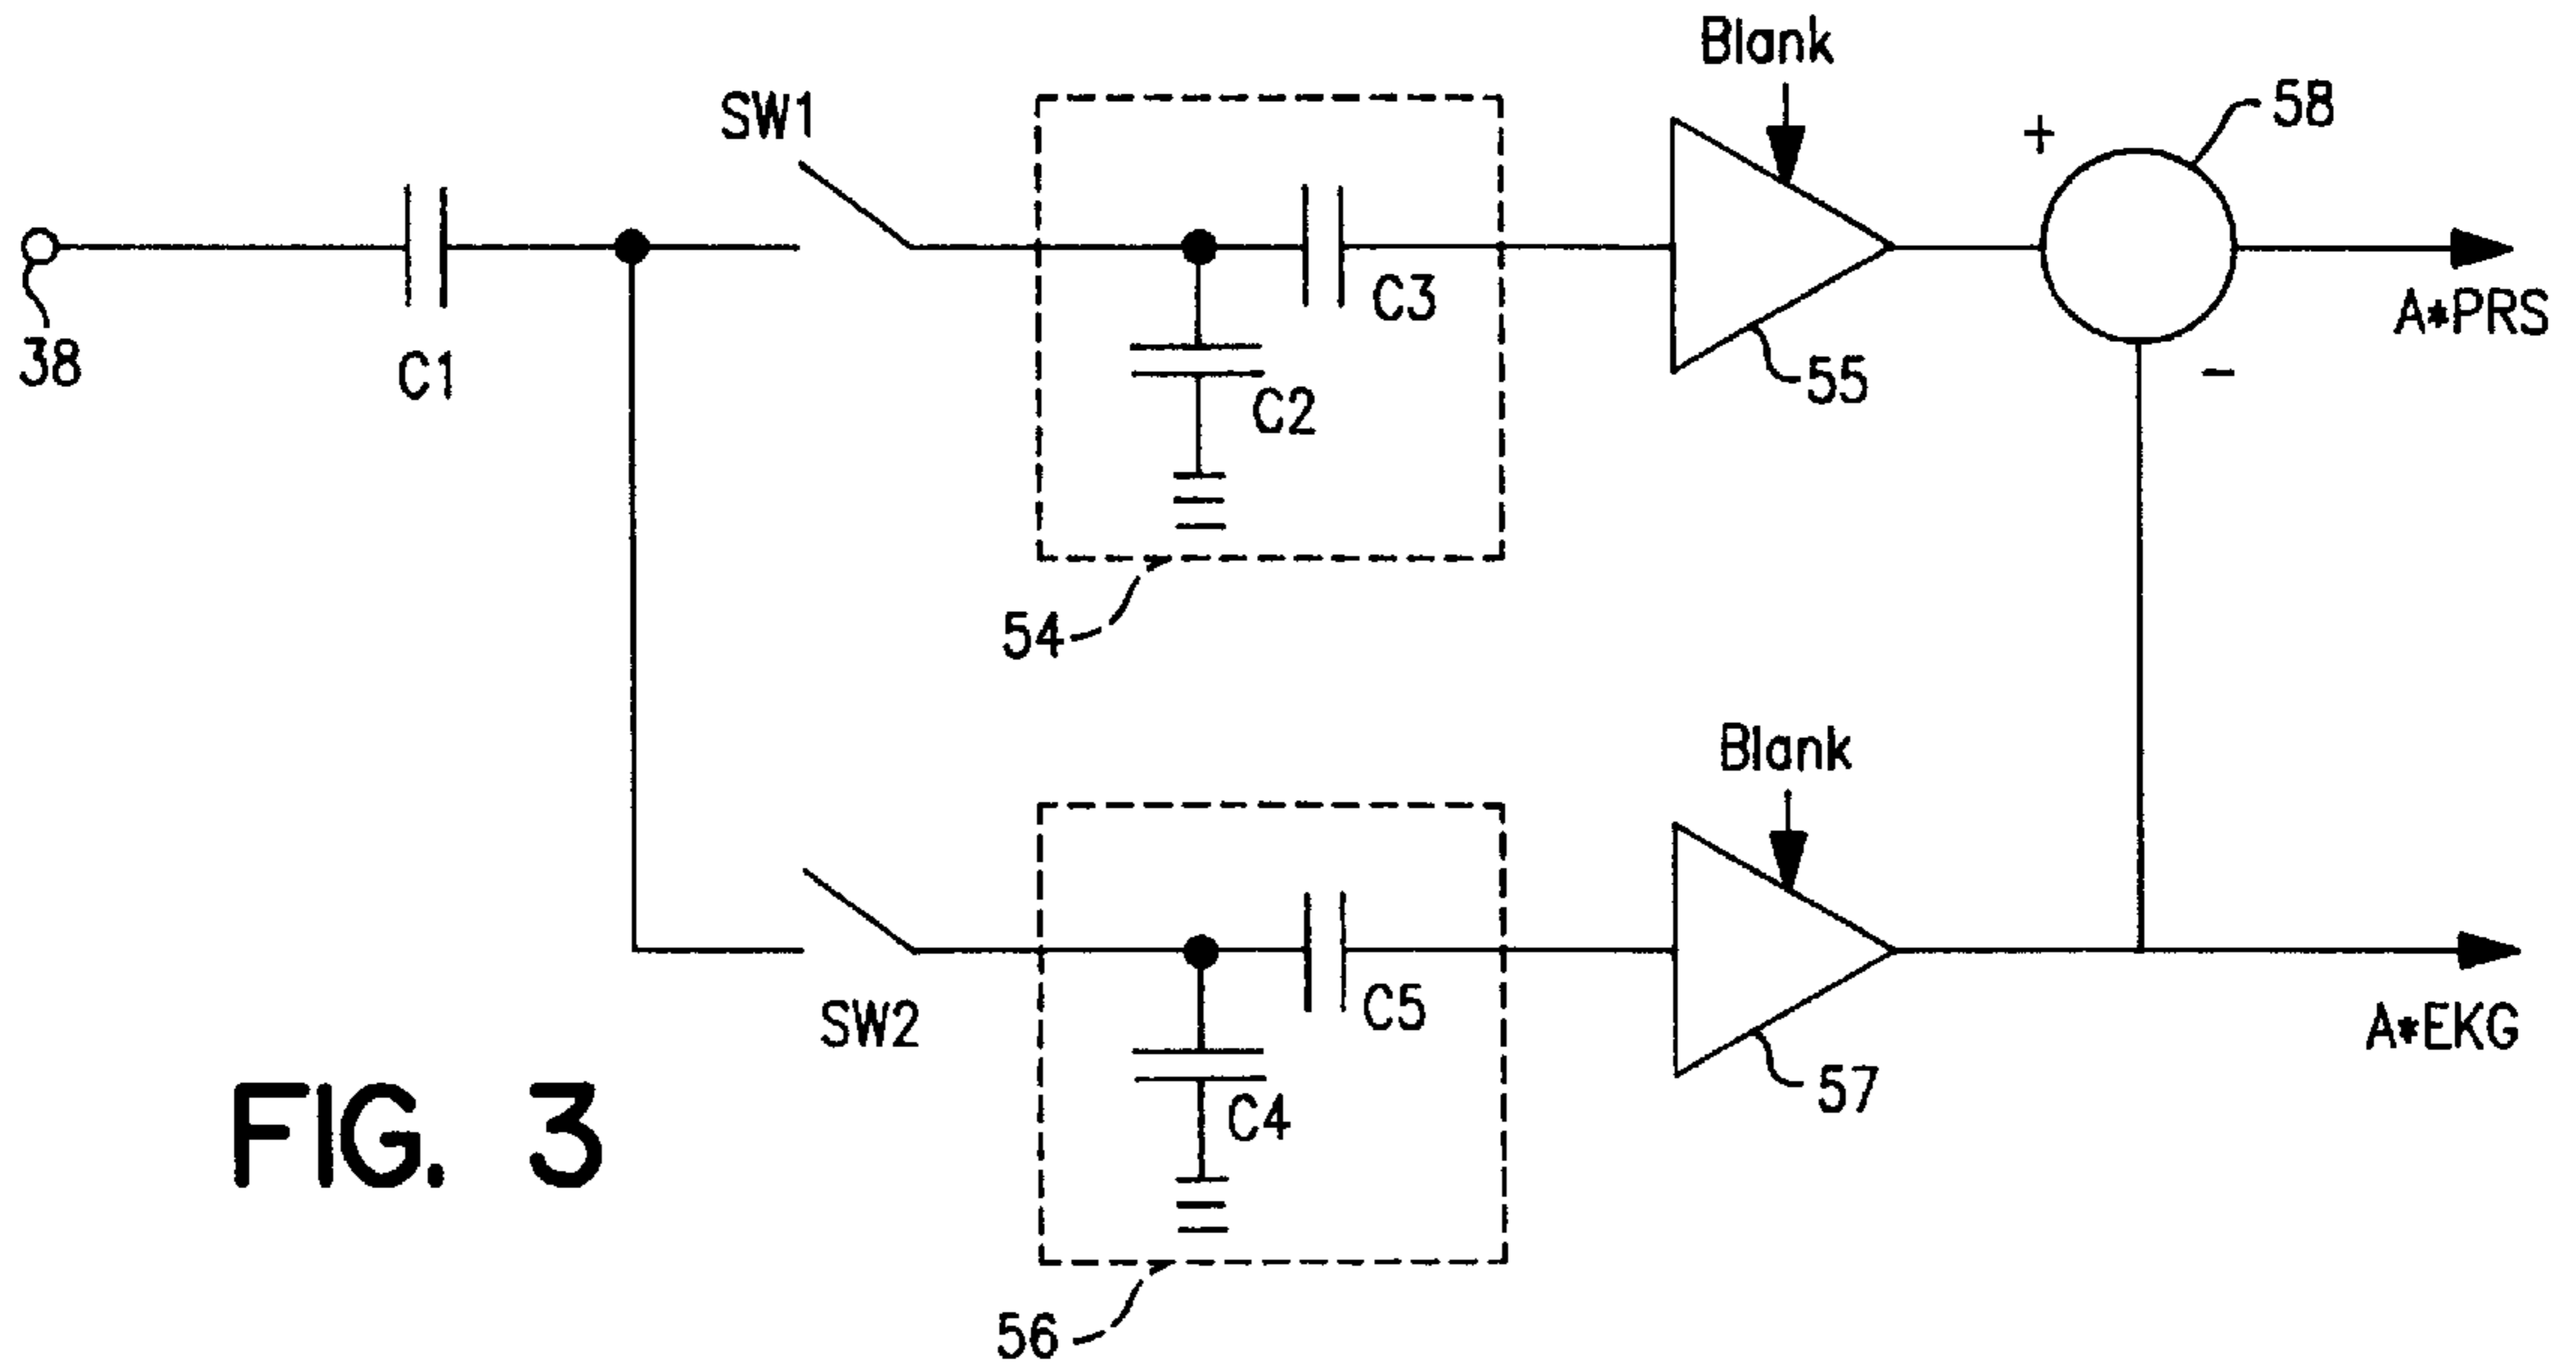 Blank
58
SW1
+
38
C1
C3
A*PRS
C2
55
-
54
Blank
SW2
C5
A*EKG
C4
57
FIG. 3
56